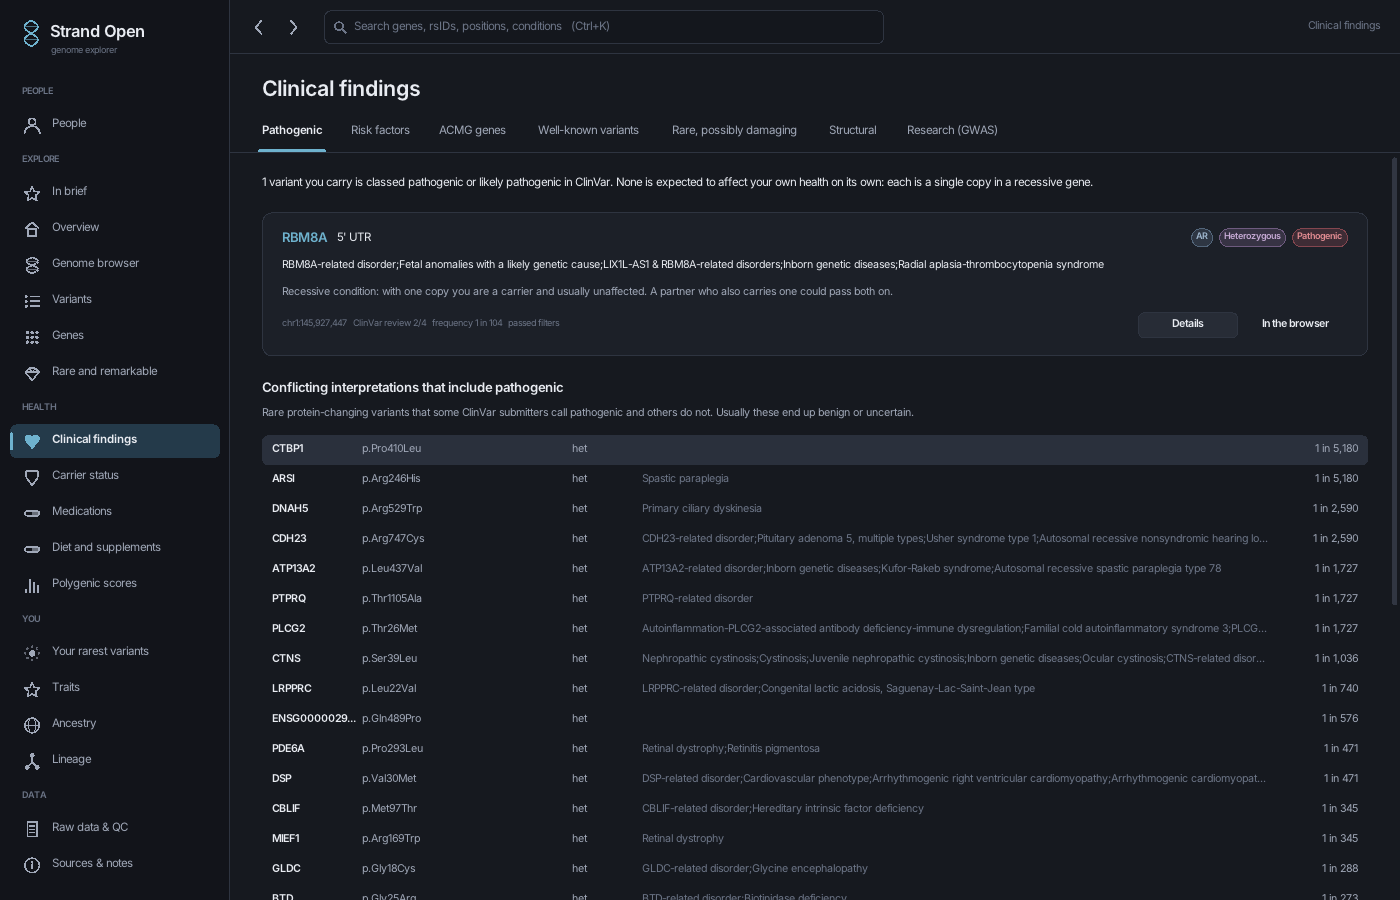 Strand Open
genome explorer
PEOPLE
People
EXPLORE
In brief
Overview
Genome browser
Variants
Genes
Rare and remarkable
HEALTH
Clinical findings
Carrier status
Medications
Diet and supplements
Polygenic scores
YOU
Your rarest variants
Traits
Ancestry
Lineage
DATA
Raw data & QC
Sources & notes
Search genes, rsIDs, positions, conditions (Ctrl+K)
Clinical findings
Clinical findings
Pathogenic Risk factors ACMG genes Well-known variants Rare, possibly damaging Structural Research (GWAS)
1 variant you carry is classed pathogenic or likely pathogenic in ClinVar. None is expected to affect your own health on its own: each is a single copy in a recessive gene.
RBM8A 5' UTR AR Heterozygous Pathogenic
RBM8A-related disorder;Fetal anomalies with a likely genetic cause;LIX1L-AS1 & RBM8A-related disorders;Inborn genetic diseases;Radial aplasia-thrombocytopenia syndrome
Recessive condition: with one copy you are a carrier and usually unaffected. A partner who also carries one could pass both on.
chr1:145,927,447 ClinVar review 2/4 frequency 1 in 104 passed filters
Details In the browser
Conflicting interpretations that include pathogenic
Rare protein-changing variants that some ClinVar submitters call pathogenic and others do not. Usually these end up benign or uncertain.
CTBP1 p.Pro410Leu het 1 in 5,180
ARSI p.Arg246His het Spastic paraplegia 1 in 5,180
DNAH5 p.Arg529Trp het Primary ciliary dyskinesia 1 in 2,590
CDH23 p.Arg747Cys het CDH23-related disorder;Pituitary adenoma 5, multiple types;Usher syndrome type 1;Autosomal recessive nonsyndromic hearing lo... 1 in 2,590
ATP13A2 p.Leu437Val het ATP13A2-related disorder;Inborn genetic diseases;Kufor-Rakeb syndrome;Autosomal recessive spastic paraplegia type 78 1 in 1,727
PTPRQ p.Thr1105Ala het PTPRQ-related disorder 1 in 1,727
PLCG2 p.Thr26Met het Autoinflammation-PLCG2-associated antibody deficiency-immune dysregulation;Familial cold autoinflammatory syndrome 3;PLCG... 1 in 1,727
CTNS p.Ser39Leu het Nephropathic cystinosis;Cystinosis;Juvenile nephropathic cystinosis;Inborn genetic diseases;Ocular cystinosis;CTNS-related disor... 1 in 1,036
LRPPRC p.Leu22Val het LRPPRC-related disorder;Congenital lactic acidosis, Saguenay-Lac-Saint-Jean type 1 in 740
ENSG0000029... p.Gln489Pro het 1 in 576
PDE6A p.Pro293Leu het Retinal dystrophy;Retinitis pigmentosa 1 in 471
DSP p.Val30Met het DSP-related disorder;Cardiovascular phenotype;Arrhythmogenic right ventricular cardiomyopathy;Arrhythmogenic cardiomyopat... 1 in 471
CBLIF p.Met97Thr het CBLIF-related disorder;Hereditary intrinsic factor deficiency 1 in 345
MIEF1 p.Arg169Trp het Retinal dystrophy 1 in 345
GLDC p.Gly18Cys het GLDC-related disorder;Glycine encephalopathy 1 in 288
BTD p.Gly25Arg het BTD-related disorder;Biotinidase deficiency 1 in 273